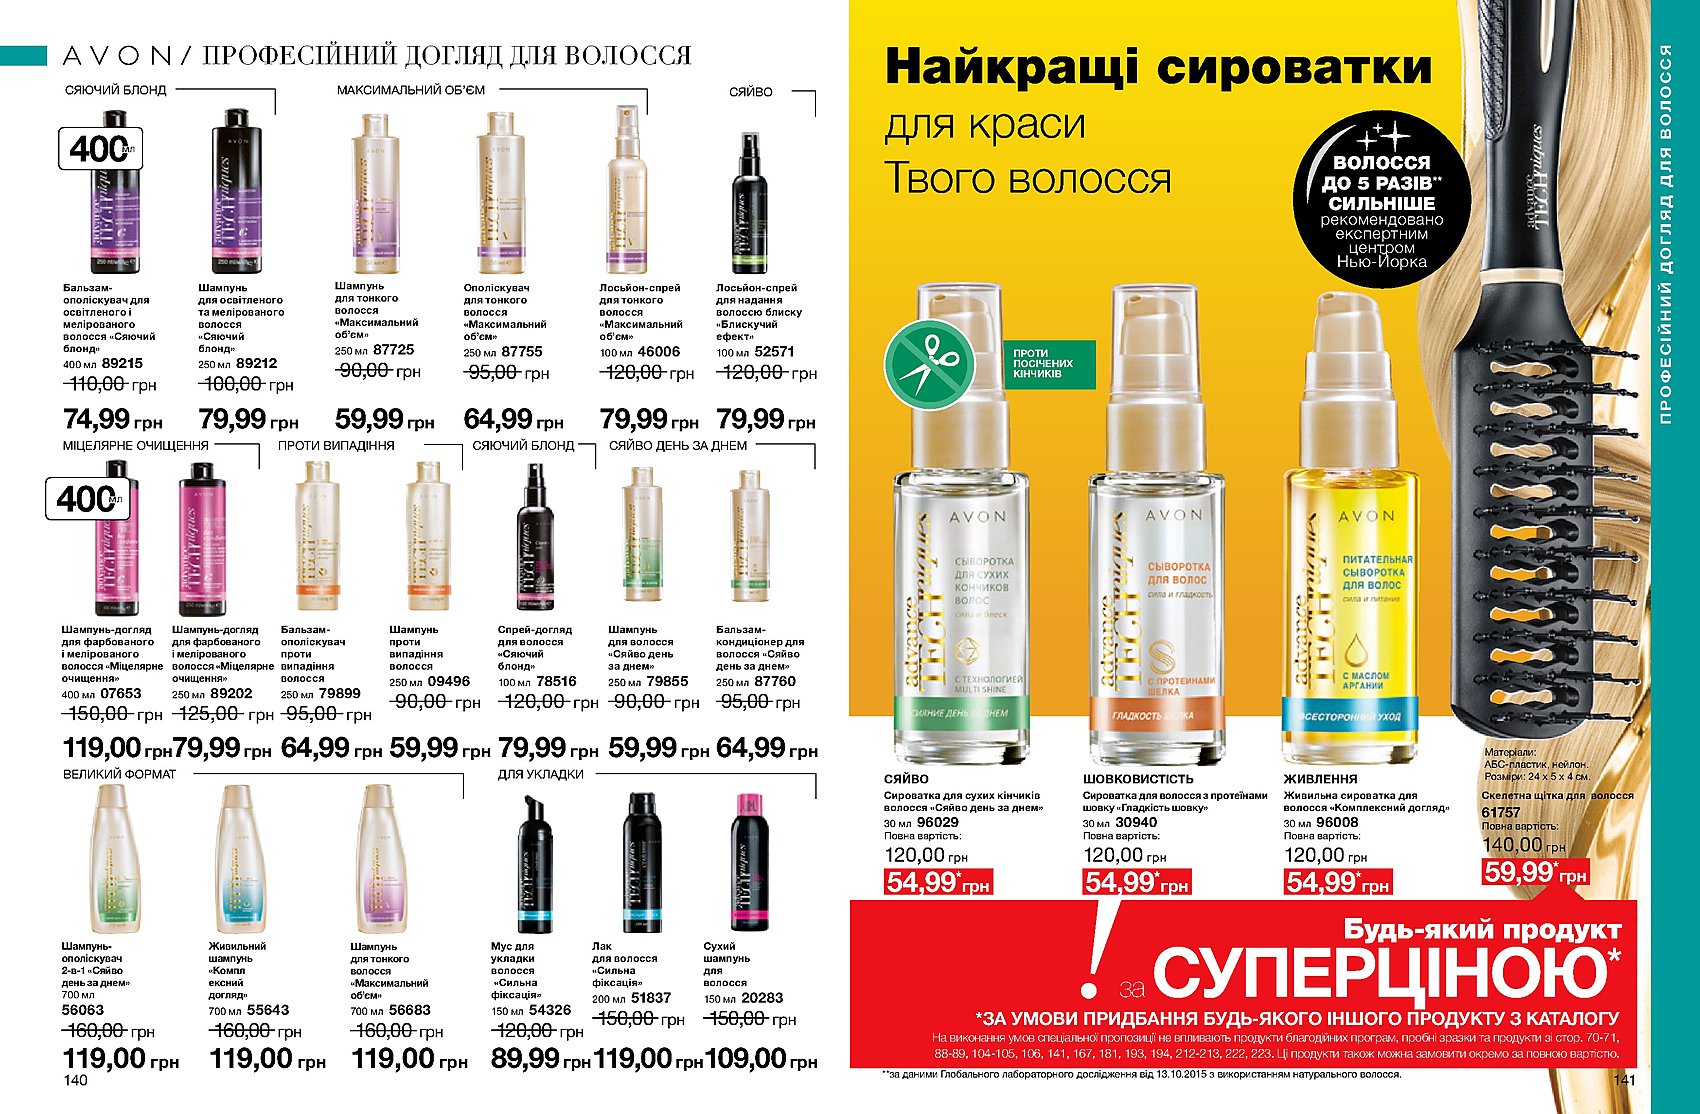 AVON / ПРОФЕСІЙНИЙ ДОГЛЯД ДЛЯ ВОЛОССЯ
СЯЮЧИЙ БЛОНД
МАКСИМАЛЬНИЙ ОБ'ЄМ
СЯЙВО
400 мл
Бальзам-
ополіскувач для
освітленого і
мелірованого
волосся «Сяючий
блонд»
400 мл 89215
110,00 грн
74,99 грн
Шампунь
для освітленого
та мелірованого
волосся
«Сяючий
блонд»
250 мл 89212
100,00 грн
79,99 грн
Шампунь
для тонкого
волосся
«Максимальний
об'єм»
250 мл 87725
90,00 грн
59,99 грн
Ополіскувач
для тонкого
волосся
«Максимальний
об'єм»
250 мл 87755
95,00 грн
64,99 грн
Лосьйон-спрей
для тонкого
волосся
«Максимальний
об'єм»
100 мл 46006
120,00 грн
79,99 грн
Лосьйон-спрей
для надання
волоссю блиску
«Блискучий
ефект»
100 мл 52571
120,00 грн
79,99 грн
МІЦЕЛЯРНЕ ОЧИЩЕННЯ
ПРОТИ ВИПАДІННЯ
СЯЮЧИЙ БЛОНД
СЯЙВО ДЕНЬ ЗА ДНЕМ
400 мл
Шампунь-догляд
для фарбованого
і мелірованого
волосся «Міцелярне
очищення»
400 мл 07653
150,00 грн
119,00 грн
Шампунь-догляд
для фарбованого
і мелірованого
волосся «Міцелярне
очищення»
250 мл 89202
125,00 грн
79,99 грн
Бальзам-
ополіскувач
проти
випадіння
волосся
250 мл 79899
95,00 грн
64,99 грн
Шампунь
проти
випадіння
волосся
250 мл 09496
90,00 грн
59,99 грн
Спрей-догляд
для волосся
«Сяючий
блонд»
100 мл 78516
120,00 грн
79,99 грн
Шампунь
для волосся
«Сяйво день
за днем»
250 мл 79855
90,00 грн
59,99 грн
Бальзам-
кондиціонер для
волосся «Сяйво
день за днем»
250 мл 87760
95,00 грн
64,99 грн
ВЕЛИКИЙ ФОРМАТ
ДЛЯ УКЛАДКИ
Шампунь-
ополіскувач
2-в-1 «Сяйво
день за днем»
700 мл
56063
160,00 грн
119,00 грн
Живильний
шампунь
«Компл
ексний
догляд»
700 мл 55643
160,00 грн
119,00 грн
Шампунь
для тонкого
волосся
«Максимальний
об'єм»
700 мл 56683
160,00 грн
119,00 грн
Мус для
укладки
волосся
«Сильна
фіксація»
150 мл 54326
120,00 грн
89,99 грн
Лак
для волосся
«Сильна
фіксація»
200 мл 51837
150,00 грн
119,00 грн
Сухий
шампунь
для
волосся
150 мл 20283
150,00 грн
109,00 грн
140
Найкращі сироватки
для краси
Твого волосся
ВОЛОССЯ
ДО 5 РАЗІВ**
СИЛЬНІШЕ
рекомендовано
експертним
центром
Нью-Йорка
ПРОТИ
ПОСІЧЕНИХ
КІНЧИКІВ
advance
TECHniques
AVON
СЫВОРОТКА
ДЛЯ СУХИХ
КОНЧИКОВ
ВОЛОС
сила и блеск
С ТЕХНОЛОГИЕЙ
MULTI SHINE
СИЯНИЕ ДЕНЬ ЗА ДНЕМ
advance
TECHniques
AVON
СЫВОРОТКА
ДЛЯ ВОЛОС
сила и гладкость
С ПРОТЕИНАМИ
ШЕЛКА
ГЛАДКОСТЬ ШЕЛКА
advance
TECHniques
AVON
ПИТАТЕЛЬНАЯ
СЫВОРОТКА
ДЛЯ ВОЛОС
сила и питание
С МАСЛОМ
АРГАНИИ
ВСЕСТОРОННИЙ УХОД
advance
TECHniques
СЯЙВО
Сироватка для сухих кінчиків
волосся «Сяйво день за днем»
30 мл 96029
Повна вартість:
120,00 грн
54,99* грн
ШОВКОВИСТІСТЬ
Сироватка для волосся з протеїнами
шовку «Гладкість шовку»
30 мл 30940
Повна вартість:
120,00 грн
54,99* грн
ЖИВЛЕННЯ
Живильна сироватка для
волосся «Комплексний догляд»
30 мл 96008
Повна вартість:
120,00 грн
54,99* грн
Матеріали:
АБС-пластик, нейлон.
Розміри: 24 х 5 х 4 см.
Скелетна щітка для волосся
61757
Повна вартість:
140,00 грн
59,99* грн
! Будь-який продукт
за СУПЕРЦІНОЮ*
*ЗА УМОВИ ПРИДБАННЯ БУДЬ-ЯКОГО ІНШОГО ПРОДУКТУ З КАТАЛОГУ
На виконання умов спеціальної пропозиції не впливають продукти благодійних програм, пробні зразки та продукти зі стор. 70-71,
88-89, 104-105, 106, 141, 167, 181, 193, 194, 212-213, 222, 223. Ці продукти також можна замовити окремо за повною вартістю.
**за даними Глобального лабораторного дослідження від 13.10.2015 з використанням натурального волосся.
141
ПРОФЕСІЙНИЙ ДОГЛЯД ДЛЯ ВОЛОССЯ